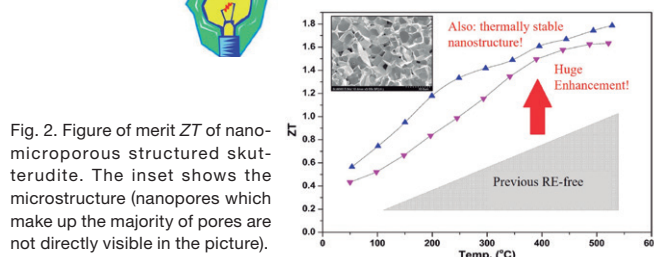 Fig. 2. Figure of merit ZT of nano-
microporous structured skut-
terudite. The inset shows the
microstructure (nanopores which
make up the majority of pores are
not directly visible in the picture).
1.8
1.6
1.4
1.2
1.0
0.8
0.6
0.4
0.2
0.0
ZT
Also: thermally stable
nanostructure!
Huge
Enhancement!
Previous RE-free
0
100
200
300
400
500
600
Temp. (°C)